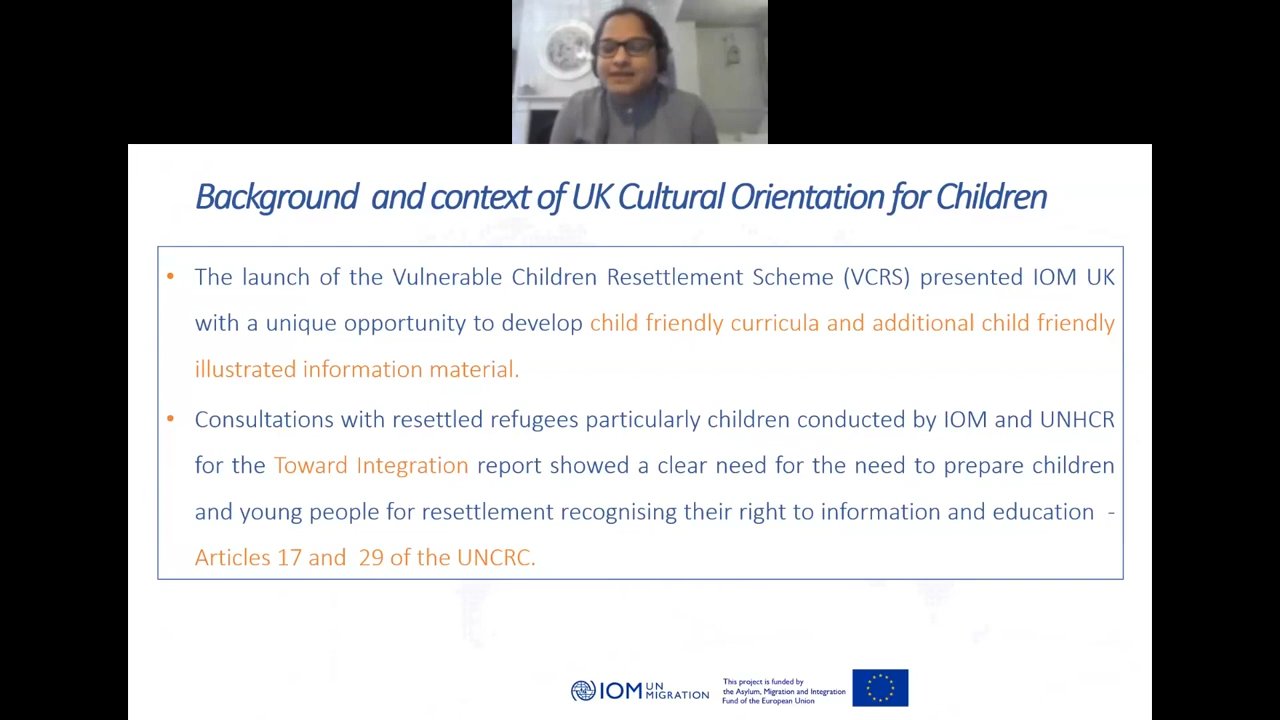 Background and context of UK Cultural Orientation for Children
• The launch of the Vulnerable Children Resettlement Scheme (VCRS) presented IOM UK
with a unique opportunity to develop child friendly curricula and additional child friendly
illustrated information material.
• Consultations with resettled refugees particularly children conducted by IOM and UNHCR
for the Toward Integration report showed a clear need for the need to prepare children
and young people for resettlement recognising their right to information and education -
Articles 17 and 29 of the UNCRC.
IOM UN MIGRATION
This project is funded by
the Asylum, Migration and Integration
Fund of the European Union